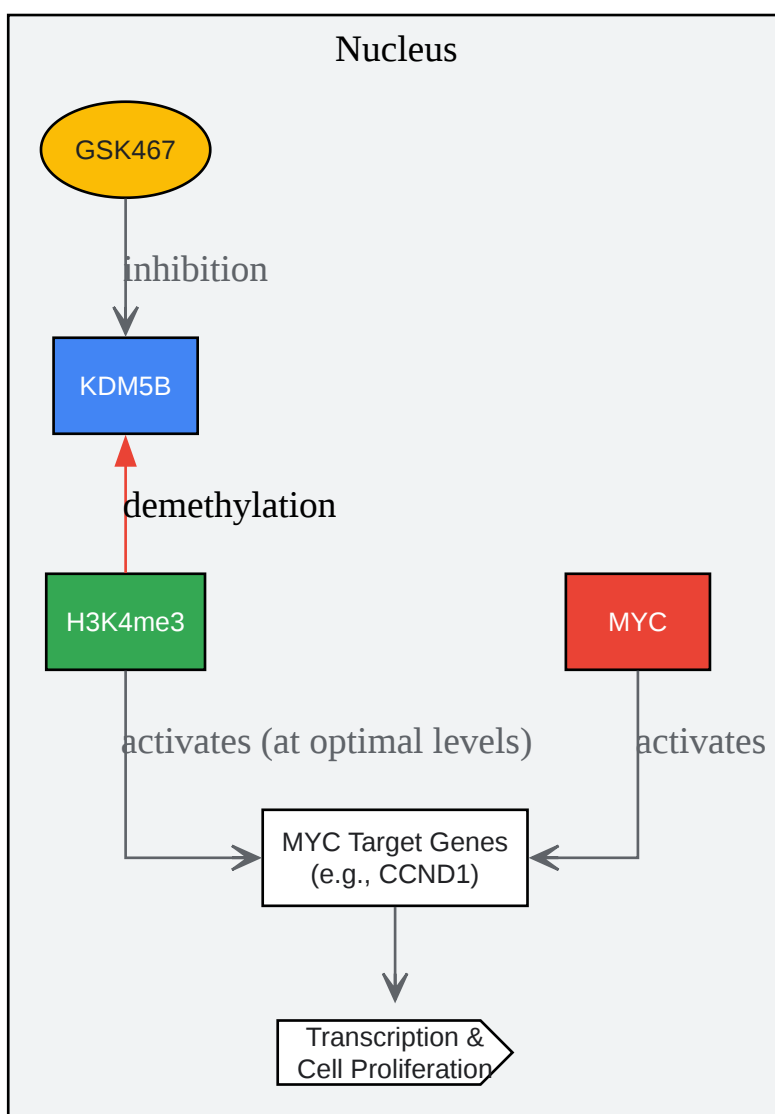 Nucleus
GSK467
inhibition
KDM5B
demethylation
H3K4me3
MYC
activates (at optimal levels)
activates
MYC Target Genes
(e.g., CCND1)
Transcription &
Cell Proliferation